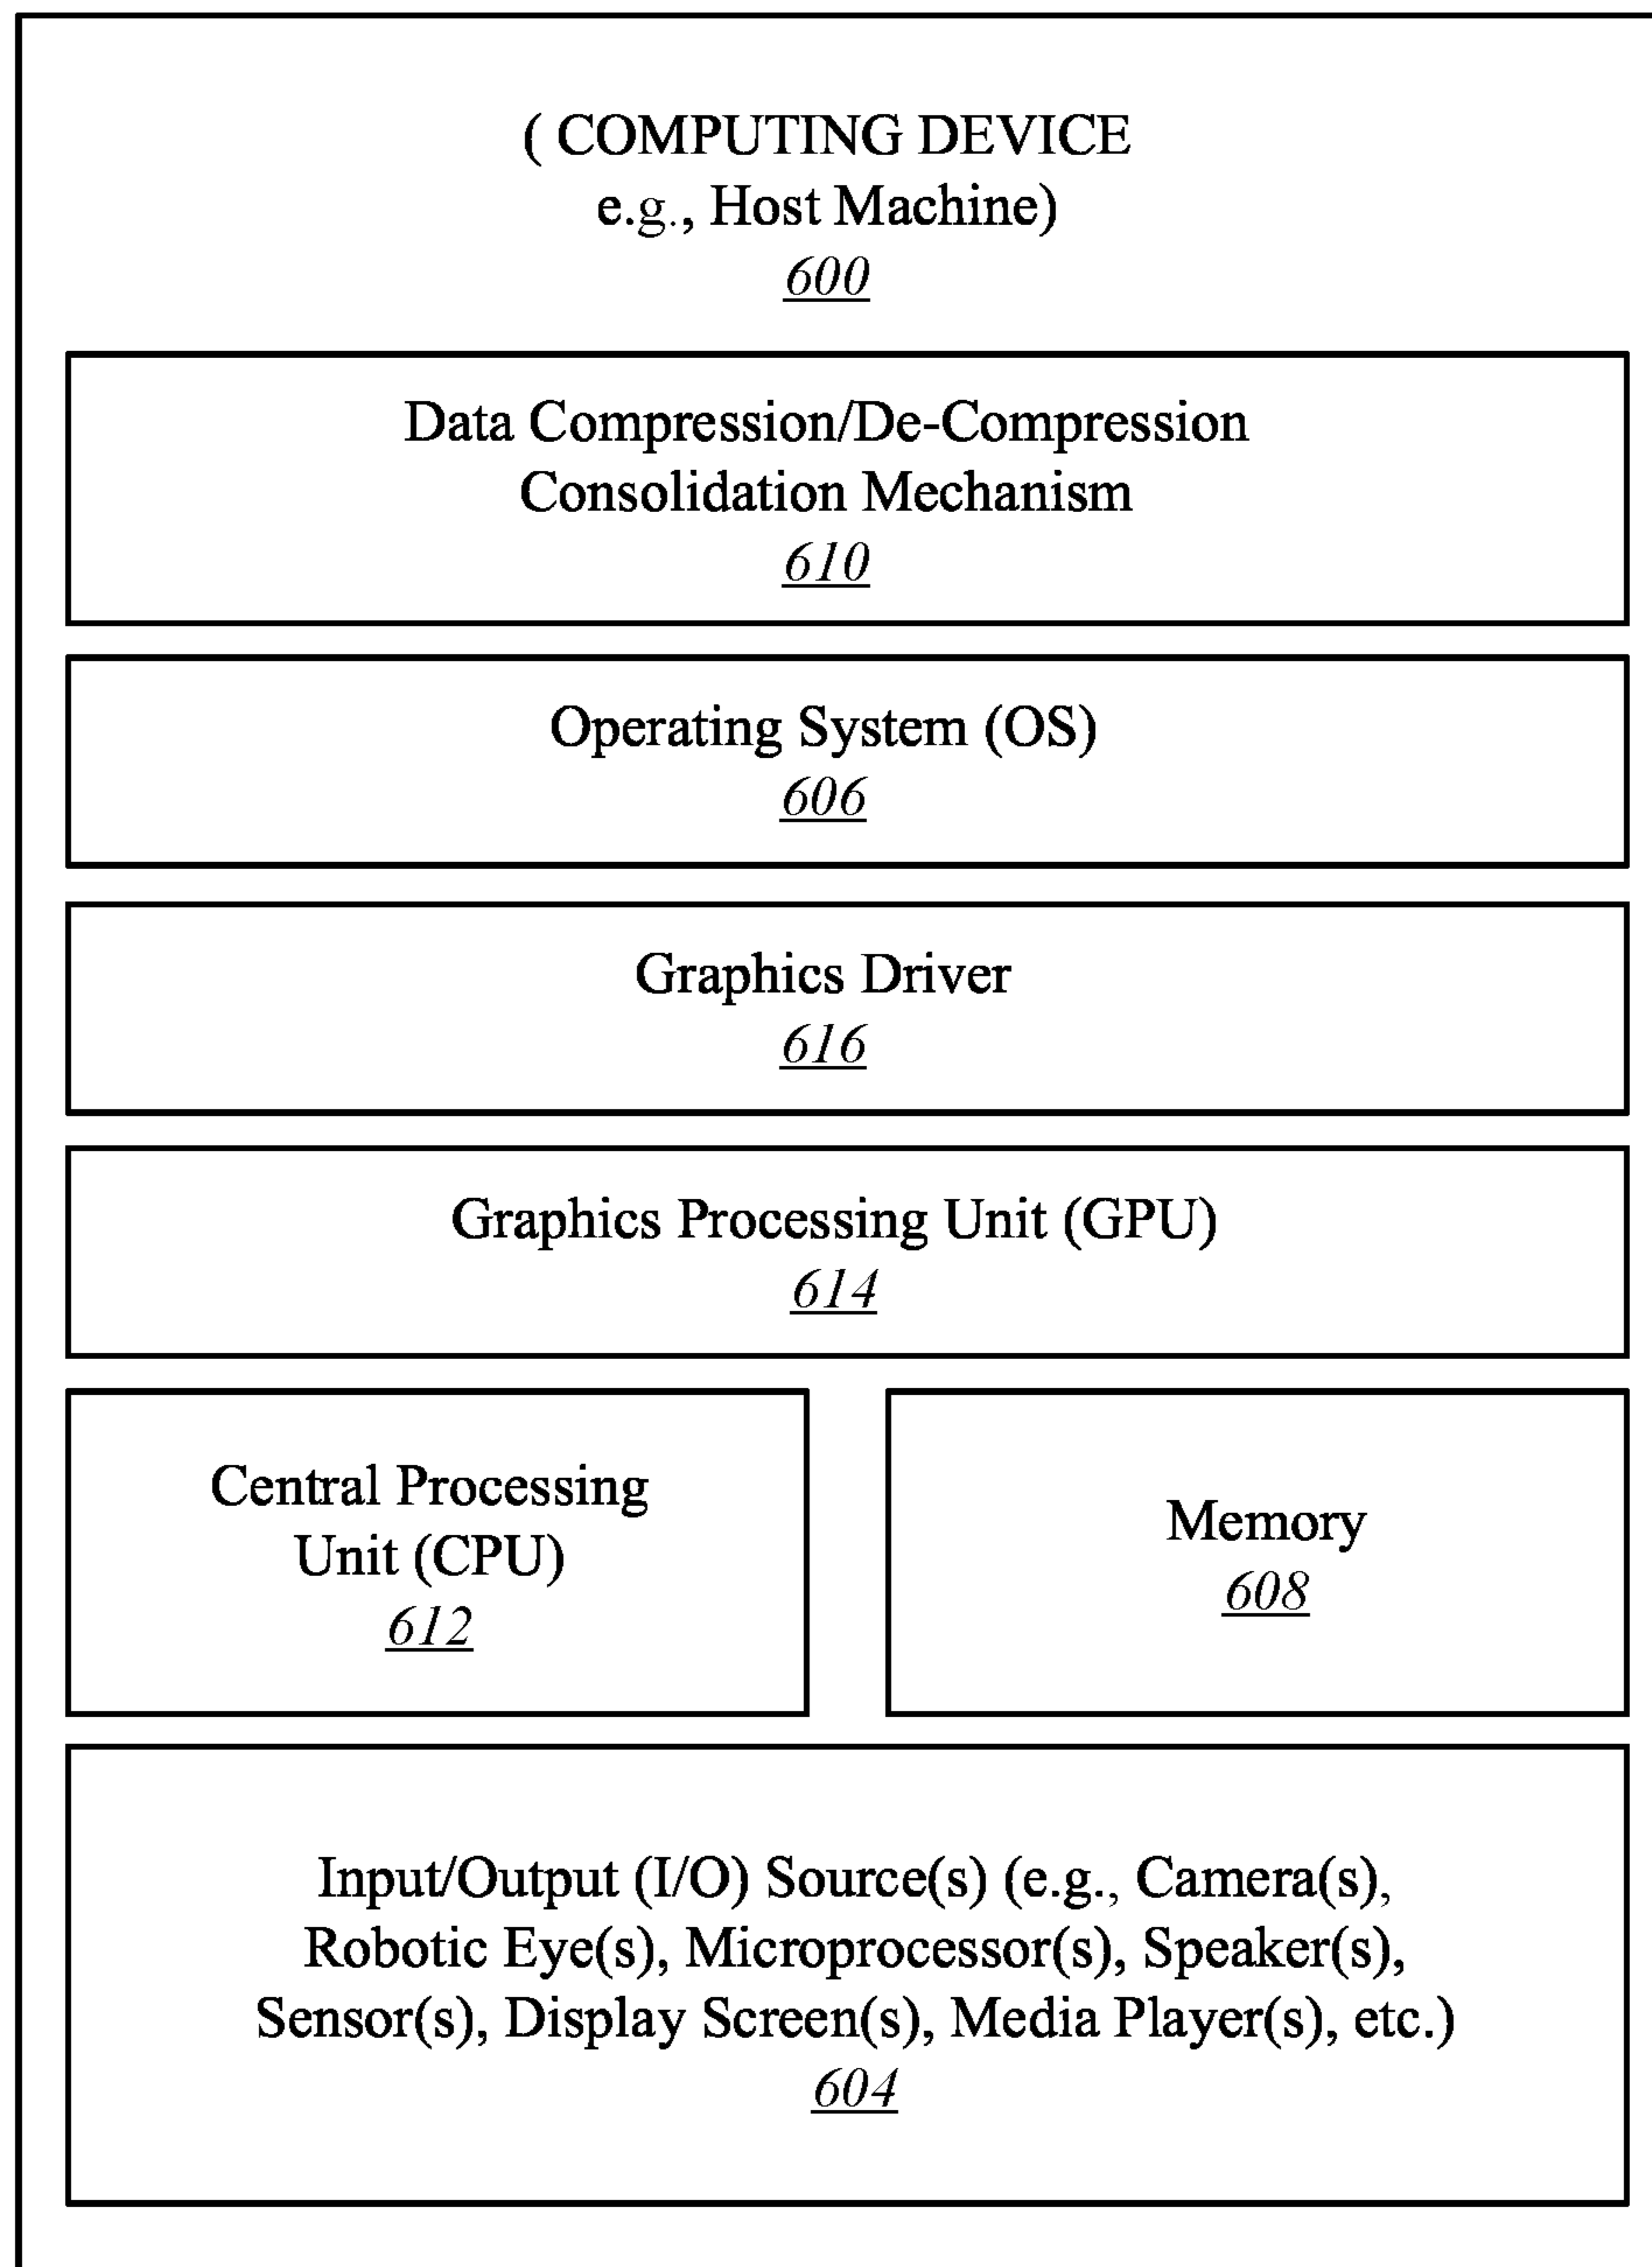 ( COMPUTING DEVICE
e.g., Host Machine)
600
Data Compression/De-Compression
Consolidation Mechanism
610
Operating System (OS)
606
Graphics Driver
616
Graphics Processing Unit (GPU)
614
Central Processing
Unit (CPU)
612
Memory
608
Input/Output (I/O) Source(s) (e.g., Camera(s),
Robotic Eye(s), Microprocessor(s), Speaker(s),
Sensor(s), Display Screen(s), Media Player(s), etc.)
604